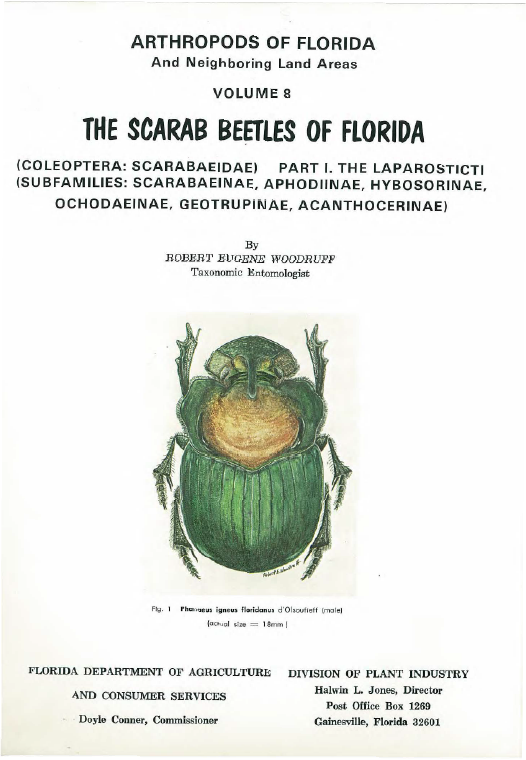 ARTHROPODS OF FLORIDA
And Neighboring Land Areas
VOLUME 8
THE SCARAB BEETLES OF FLORIDA
(COLEOPTERA: SCARABAEIDAE) PART I. THE LAPAROSTICTI
(SUBFAMILIES: SCARABAEINAE, APHODIINAE, HYBOSORINAE,
OCHODAEINAE, GEOTRUPINAE, ACANTHOCERINAE)
By
ROBERT EUGENE WOODRUFF
Taxonomic Entomologist
Fig. 1 Phanaeus igneus floridanus d'Olsoufieff (male)
(actual size = 18mm)
FLORIDA DEPARTMENT OF AGRICULTURE
AND CONSUMER SERVICES
Doyle Conner, Commissioner
DIVISION OF PLANT INDUSTRY
Halwin L. Jones, Director
Post Office Box 1269
Gainesville, Florida 32601